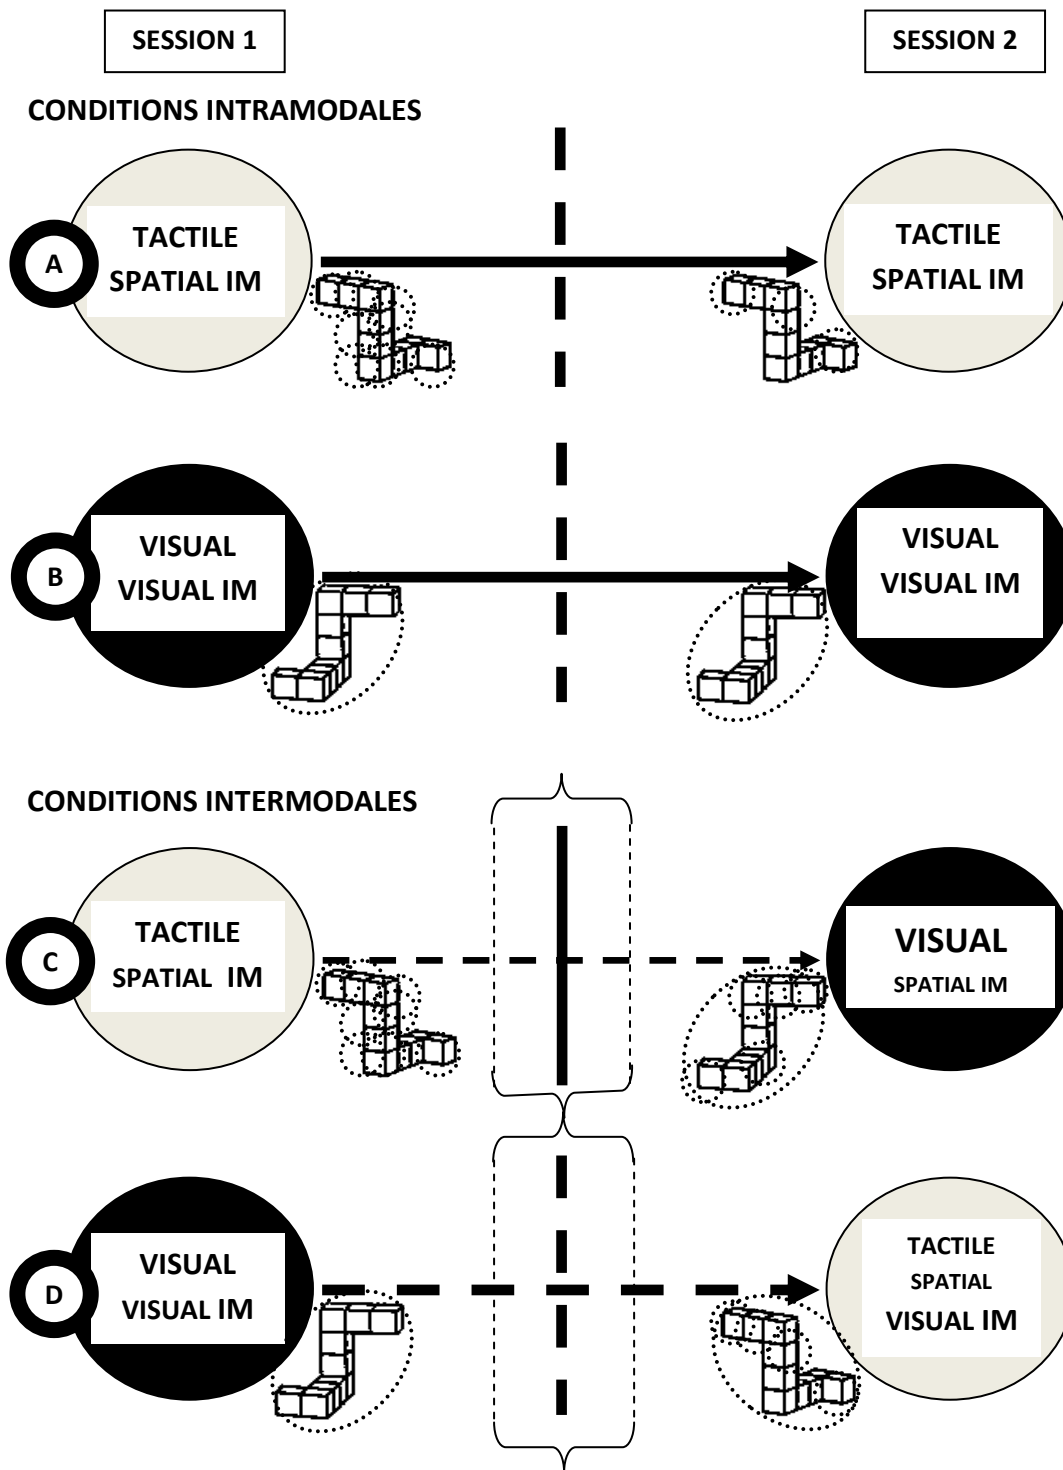 SESSION 1
SESSION 2
CONDITIONS INTRAMODALES
A
TACTILE
SPATIAL IM
TACTILE
SPATIAL IM
B
VISUAL
VISUAL IM
VISUAL
VISUAL IM
CONDITIONS INTERMODALES
C
TACTILE
SPATIAL IM
VISUAL
SPATIAL IM
D
VISUAL
VISUAL IM
TACTILE
SPATIAL
VISUAL IM